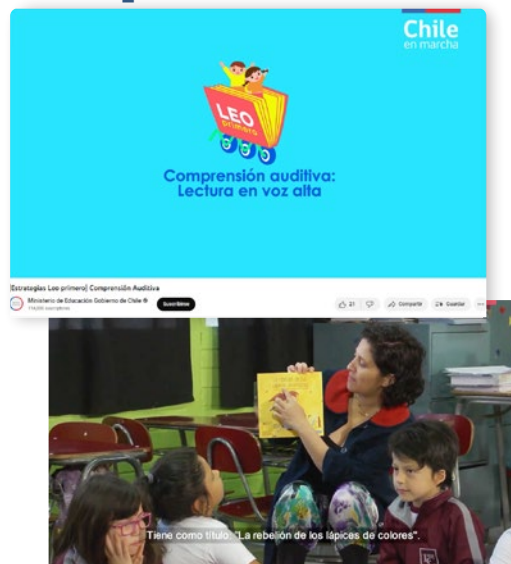 Chile
en marcha
LEO
primero
Comprensión auditiva:
Lectura en voz alta
[Estrategias Leo primero] Comprensión Auditiva
Ministerio de Educación Gobierno de Chile
Suscribirse
21
Compartir
Guardar
Tiene como título: "La rebelión de los lápices de colores".